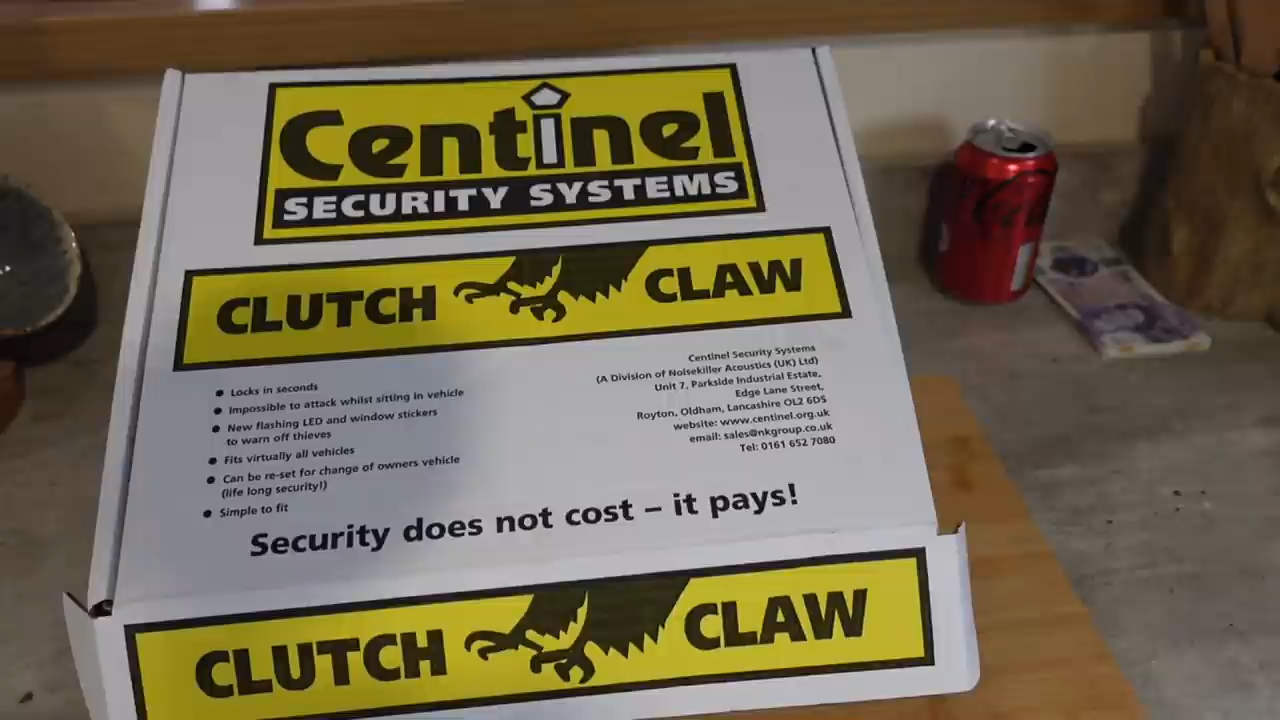 Centinel
SECURITY SYSTEMS
CLUTCH CLAW
Locks in seconds
Impossible to attack whilst sitting in vehicle
New flashing LED and window stickers
to warn off thieves
Fits virtually all vehicles
Can be re-set for change of owners vehicle
(life long security!)
Simple to fit
Centinel Security Systems
(A Division of Noisekiller Acoustics (UK) Ltd)
Unit 7, Parkside Industrial Estate,
Edge Lane Street,
Royton, Oldham, Lancashire OL2 6DS
website: www.centinel.org.uk
email: sales@nkgroup.co.uk
Tel: 0161 652 7080
Security does not cost – it pays!
CLUTCH CLAW